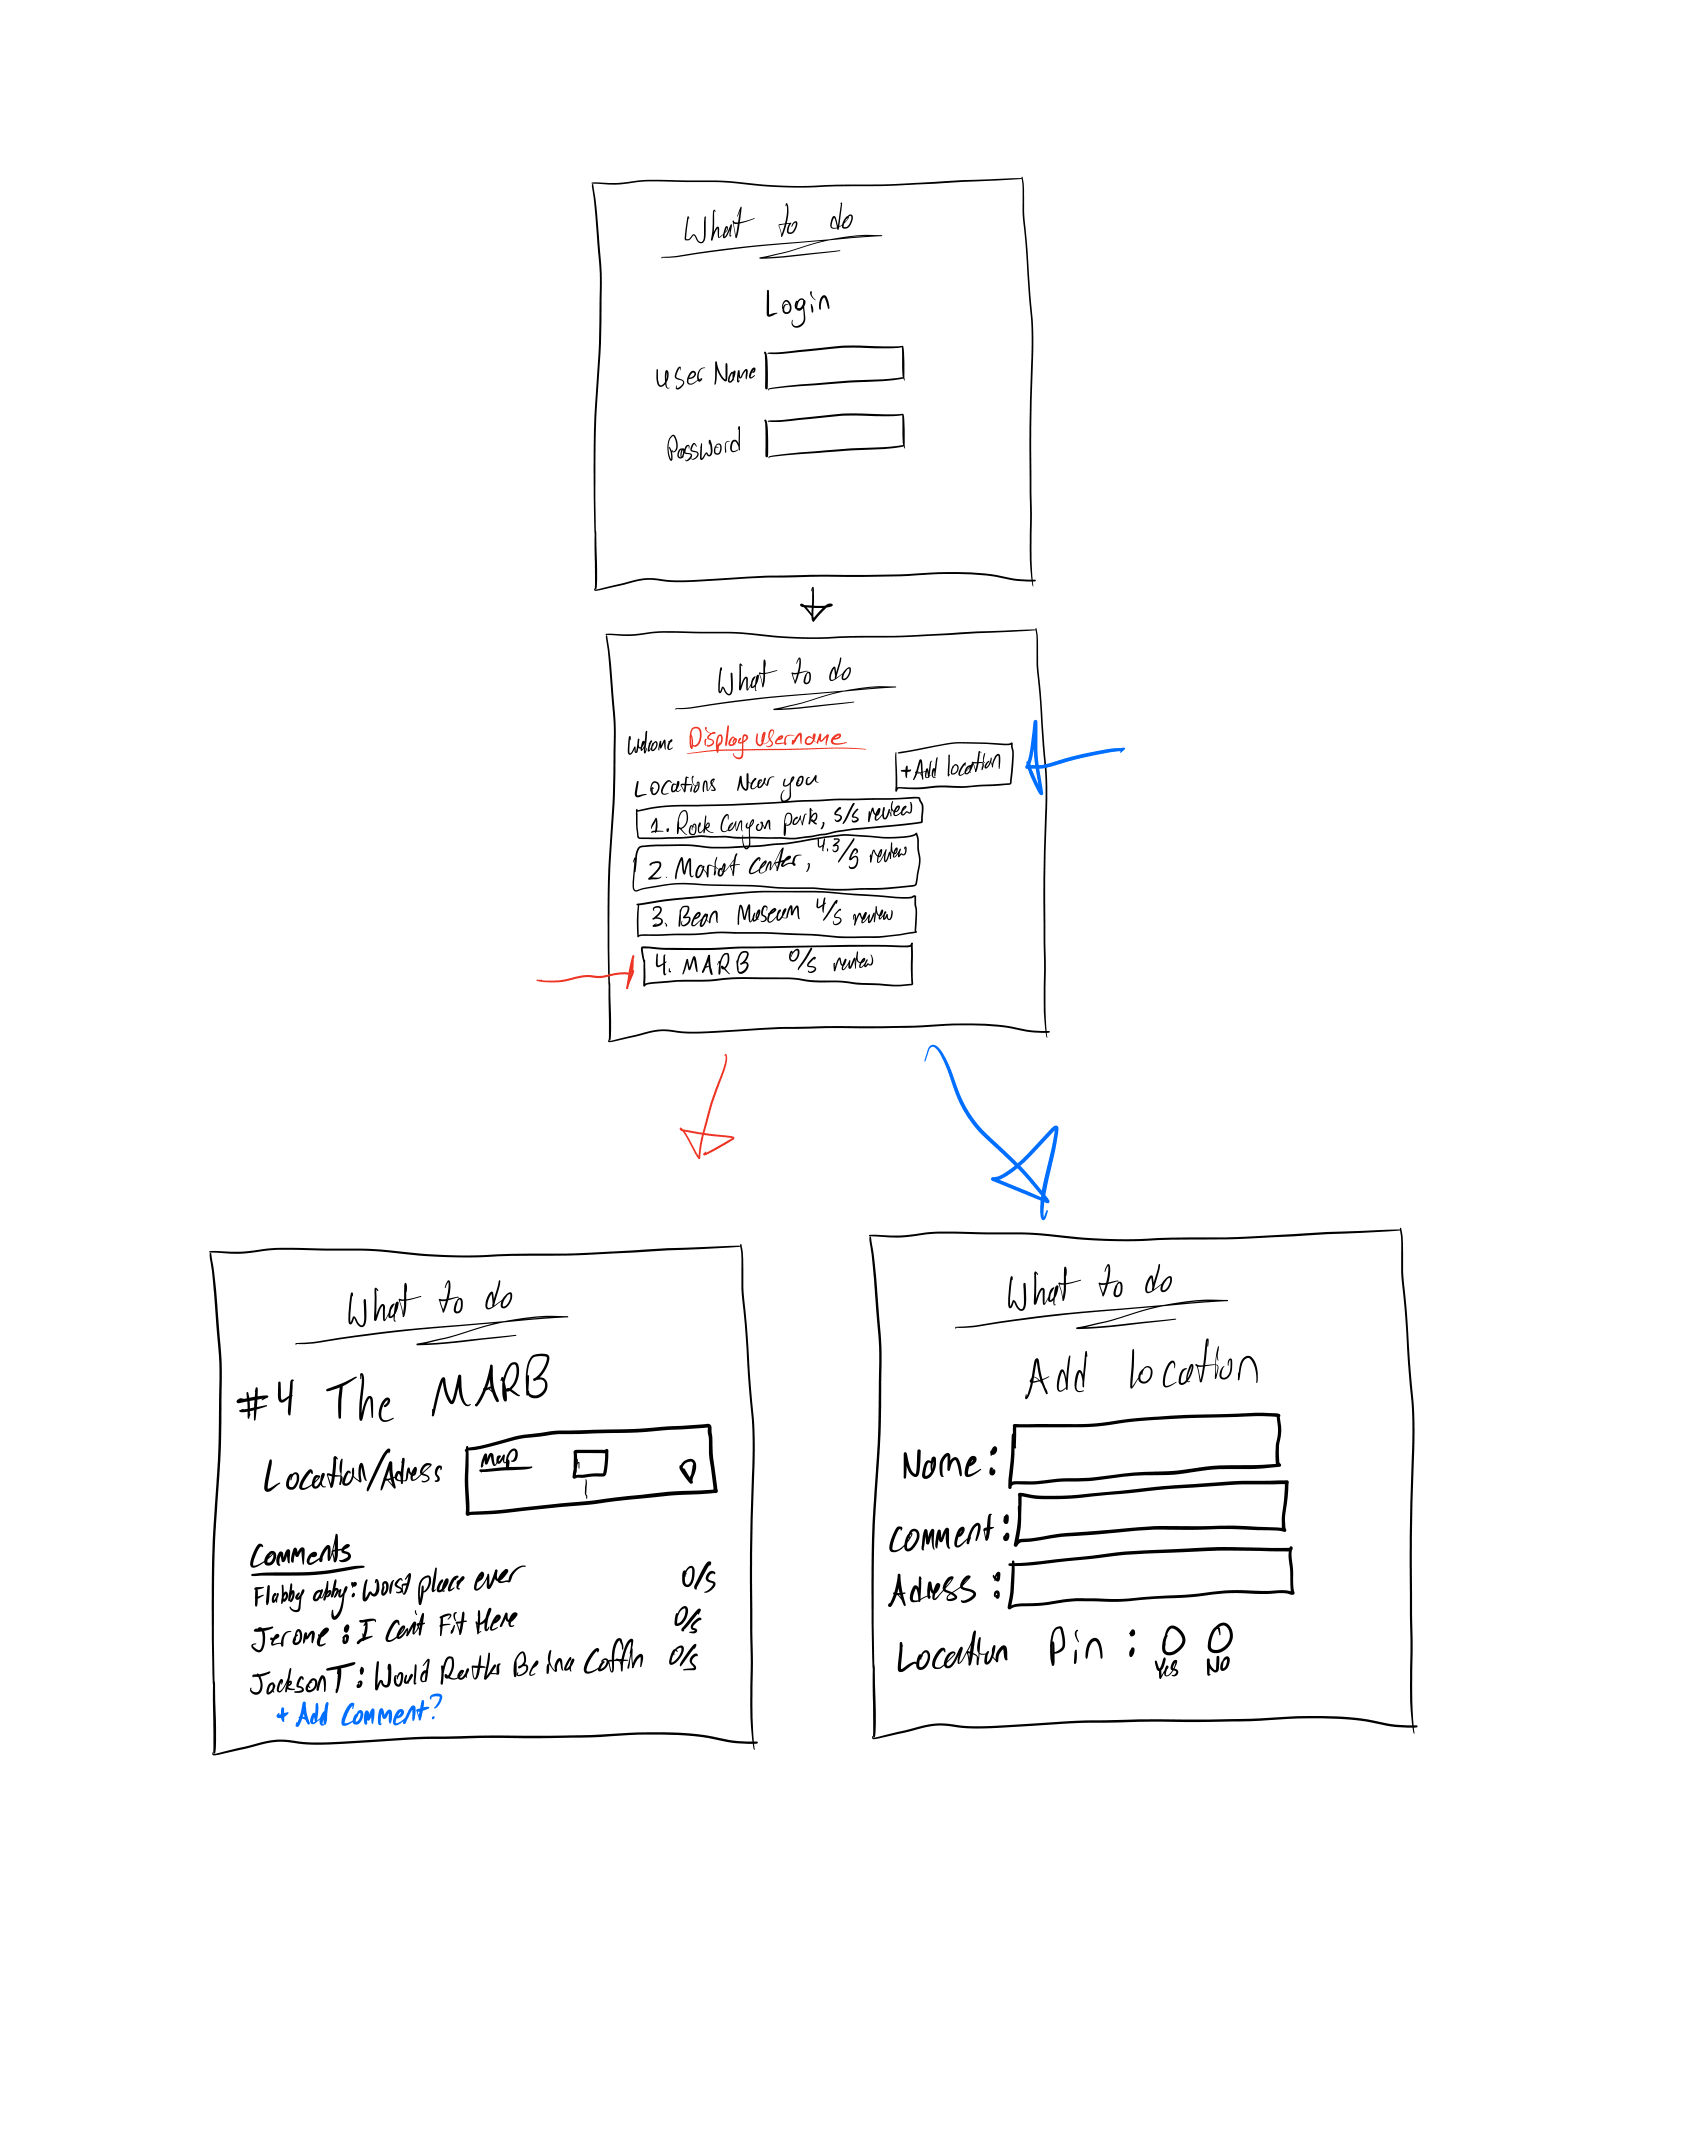 What to do
Login
User Name
Password
What to do
Welcome Display username
+Add location
Locations Near you
1. Rock Canyon park, 5/5 review
2. Market center, 4.3/5 review
3. Bean Museum 4/5 review
4. MARB 0/5 review
What to do
#4 The MARB
Location/Adress
Map
Comments
Flabby abby: Worst place ever 0/5
Jerome: I Can't Fit Here 0/5
JacksonT: Would Rather Be in a Coffin 0/5
+ Add Comment?
What to do
Add location
Name:
Comment:
Adress:
Location Pin:
Yes NO